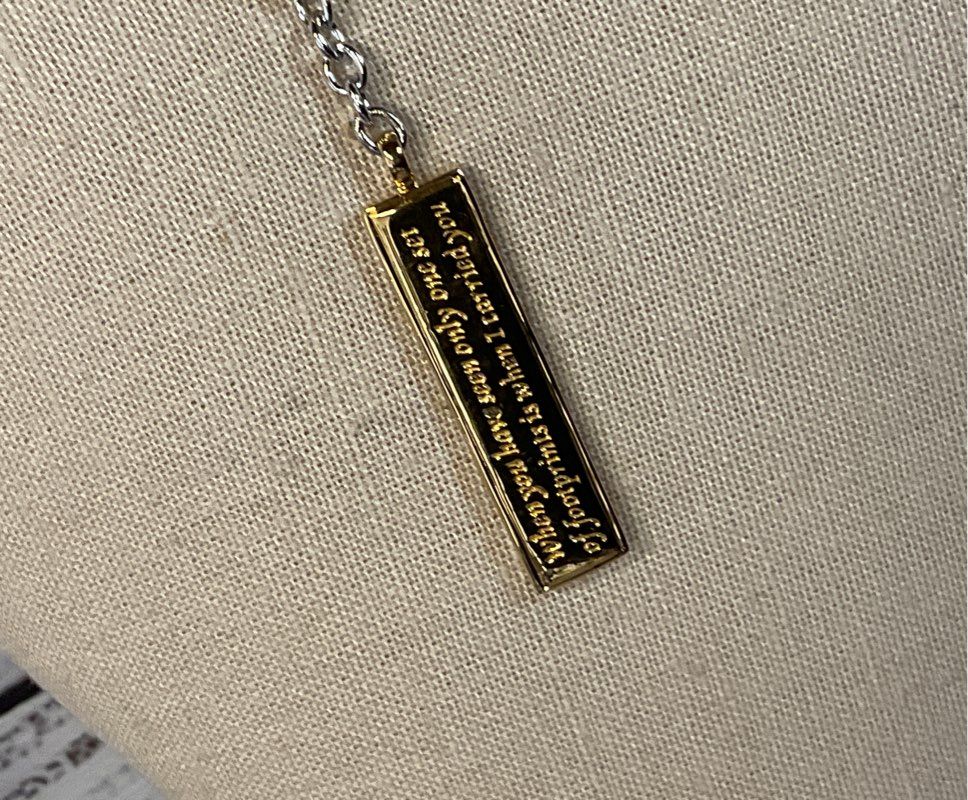 When you have seen only one set
of footprints is when I carried you